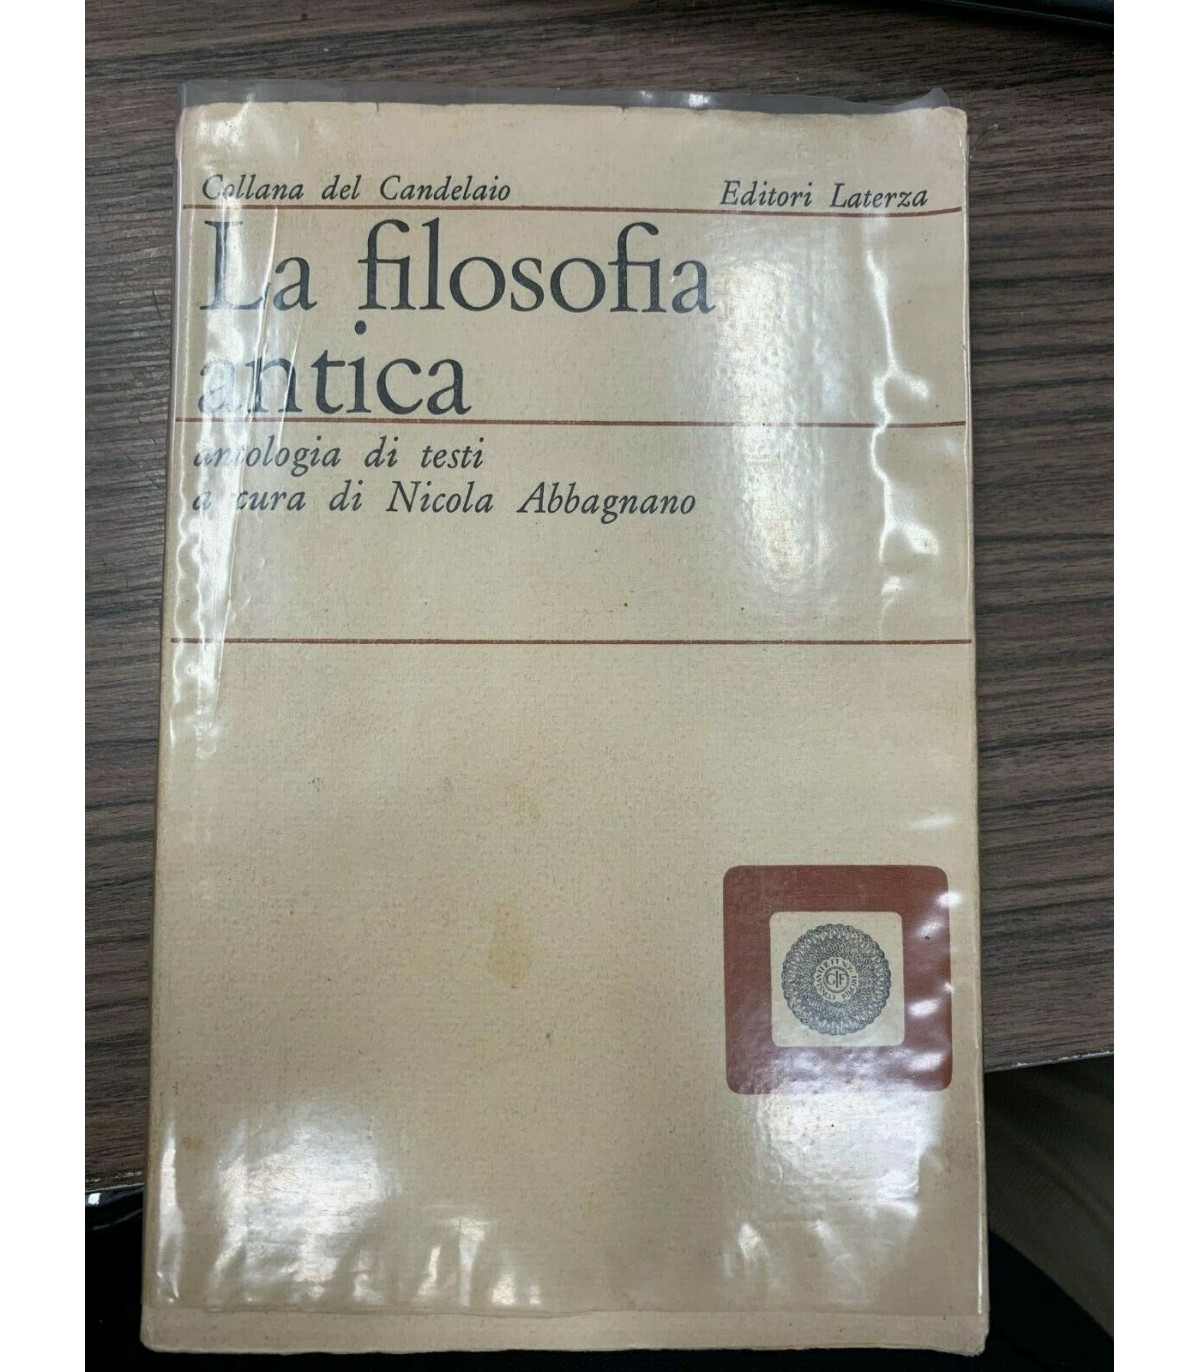 Collana del Candelaio Editori Laterza
La filosofia
antica
antologia di testi
a cura di Nicola Abbagnano